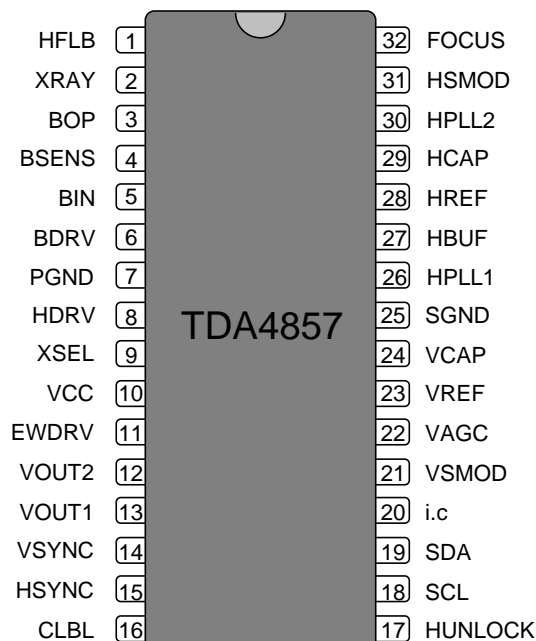 HFLB 1 32 FOCUS
XRAY 2 31 HSMOD
BOP 3 30 HPLL2
BSENS 4 29 HCAP
BIN 5 28 HREF
BDRV 6 27 HBUF
PGND 7 26 HPLL1
HDRV 8 TDA4857 25 SGND
XSEL 9 24 VCAP
VCC 10 23 VREF
EWDRV 11 22 VAGC
VOUT2 12 21 VSMOD
VOUT1 13 20 i.c
VSYNC 14 19 SDA
HSYNC 15 18 SCL
CLBL 16 17 HUNLOCK